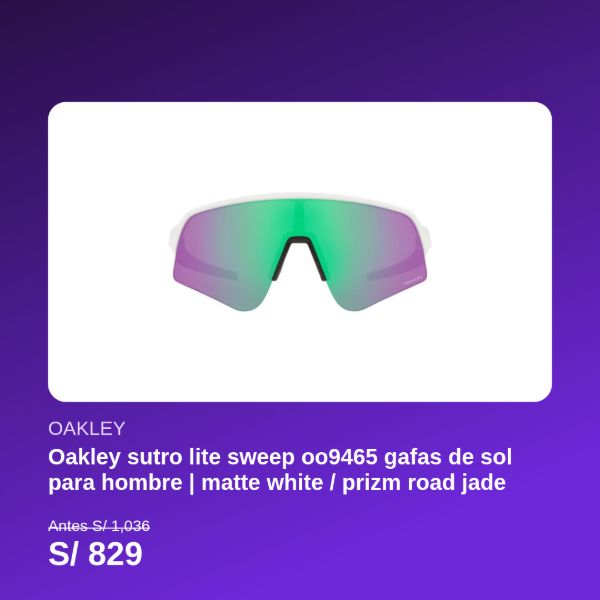 OAKLEY
Oakley sutro lite sweep oo9465 gafas de sol
para hombre | matte white / prizm road jade
Antes S/ 1,036
S/ 829